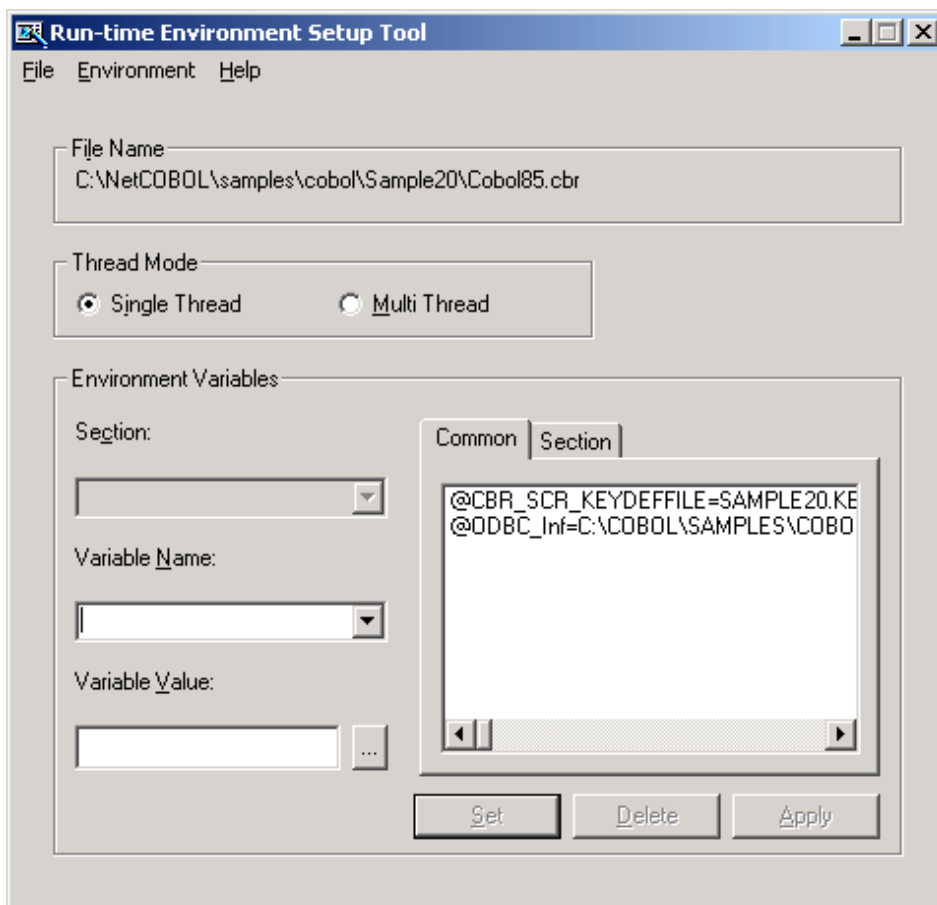 Run-time Environment Setup Tool
File Environment Help
File Name
C:\NetCOBOL\samples\cobol\Sample20\Cobol85.cbr
Thread Mode
Single Thread Multi Thread
Environment Variables
Section:
Common Section
@CBR_SCR_KEYDEFFILE=SAMPLE20.KE
@ODBC_Inf=C:\COBOL\SAMPLES\COBO
Variable Name:
Variable Value:
...
Set Delete Apply